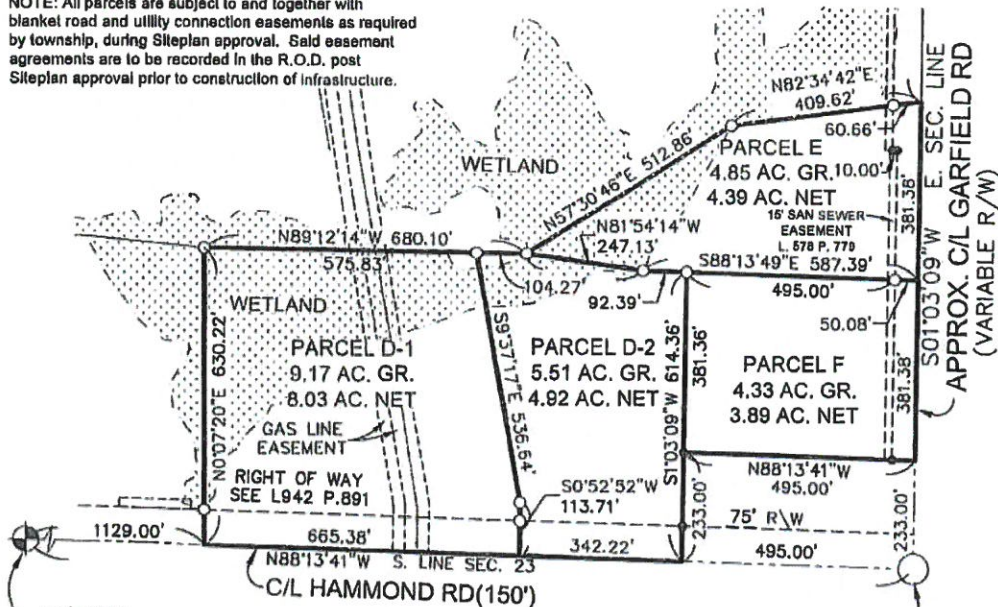 NOTE: All parcels are subject to and together with
blanket road and utility connection easements as required
by township, during Siteplan approval. Said easement
agreements are to be recorded in the R.O.D. post
Siteplan approval prior to construction of infrastructure.
N82°34'42"E
409.62'
60.66'
PARCEL E
4.85 AC. GR.
10.00'
4.39 AC. NET
WETLAND
N57°30'46"E 512.86'
15' SAN SEWER
EASEMENT
L. 578 P. 770
381.38'
S01°03'09"W E. SEC. LINE
APPROX. C/L GARFIELD RD
(VARIABLE R/W)
N81°54'14"W
247.13'
N89°12'14"W 680.10'
575.83'
104.27'
92.39'
S88°13'49"E 587.39'
495.00'
50.08'
WETLAND
N0°07'20"E 630.22'
PARCEL D-1
9.17 AC. GR.
8.03 AC. NET
GAS LINE
EASEMENT
S9°37'17"E 536.64'
PARCEL D-2
5.51 AC. GR.
4.92 AC. NET
S1°03'09"W 614.36'
381.36'
PARCEL F
4.33 AC. GR.
3.89 AC. NET
381.38'
N88°13'41"W
495.00'
RIGHT OF WAY
SEE L942 P.891
S0°52'52"W
113.71'
233.00'
75' R\W
233.00'
1129.00'
665.38'
342.22'
495.00'
N88°13'41"W S. LINE SEC. 23
C/L HAMMOND RD(150')